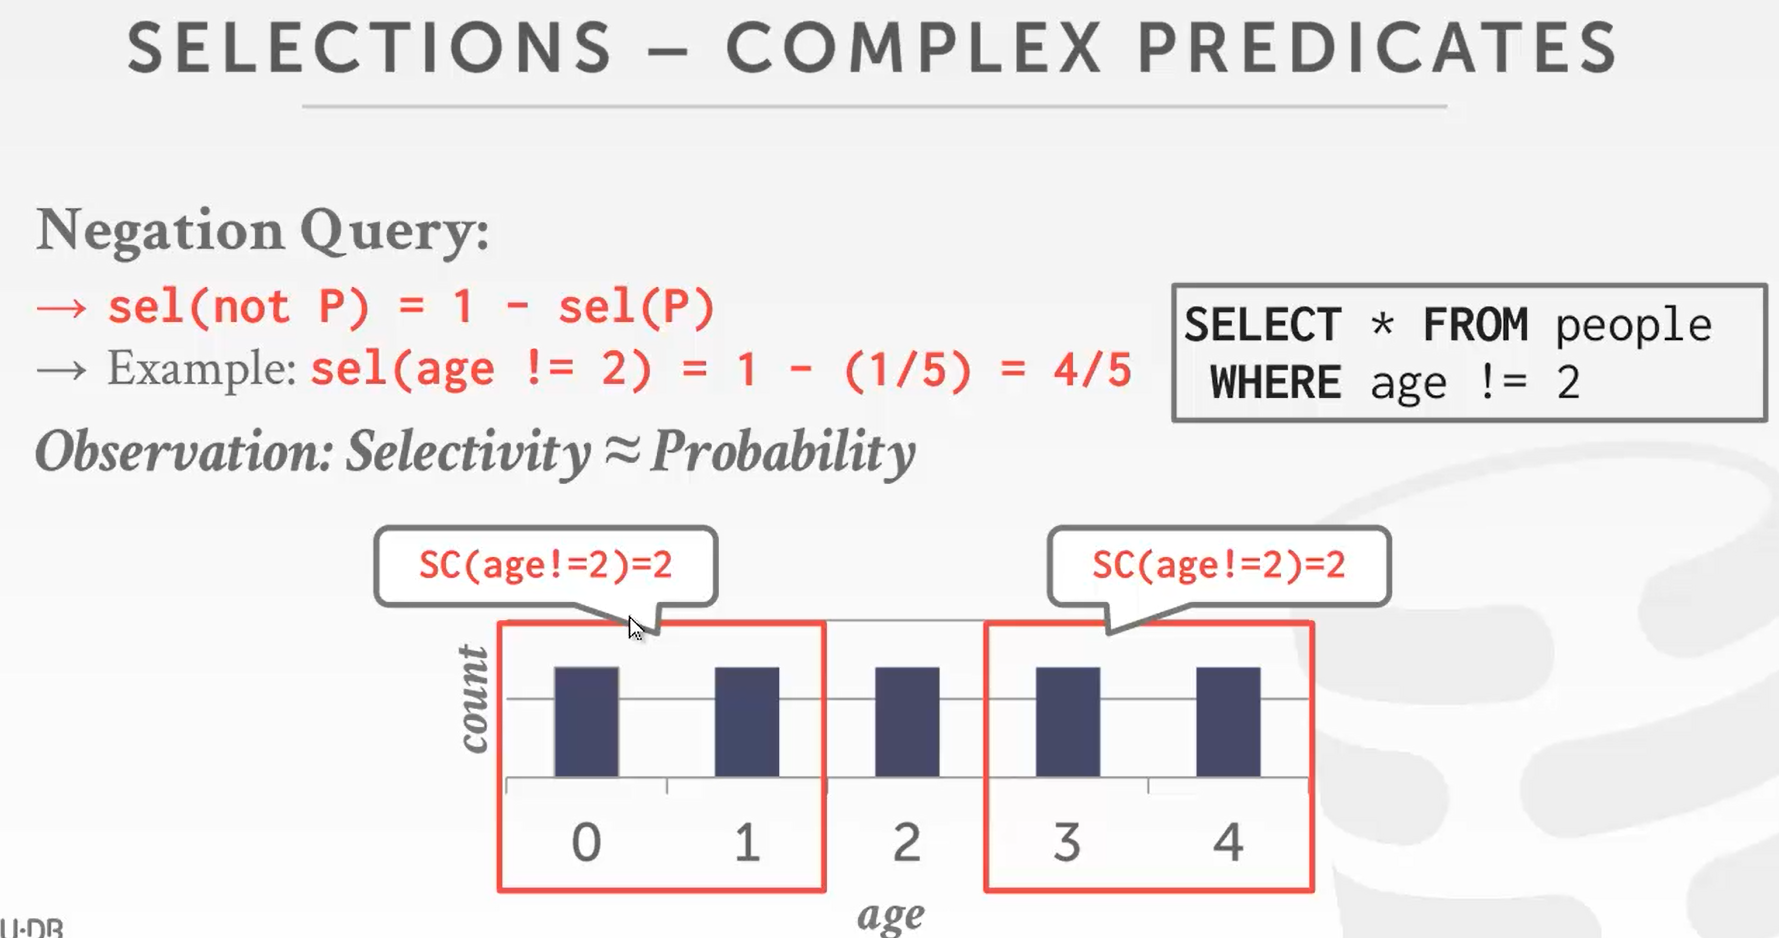 SELECTIONS – COMPLEX PREDICATES
Negation Query:
→ sel(not P) = 1 - sel(P)
→ Example: sel(age != 2) = 1 - (1/5) = 4/5
Observation: Selectivity ≈ Probability
SELECT * FROM people
WHERE age != 2
SC(age!=2)=2
SC(age!=2)=2
count
0 1 2 3 4
age
U·DB